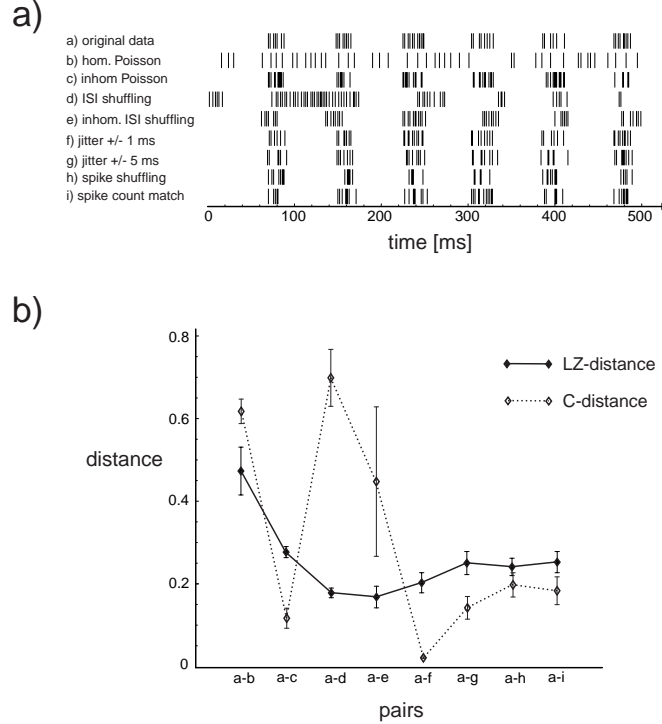 a)
a) original data
b) hom. Poisson
c) inhom Poisson
d) ISI shuffling
e) inhom. ISI shuffling
f) jitter +/- 1 ms
g) jitter +/- 5 ms
h) spike shuffling
i) spike count match
0 100 200 300 400 500
time [ms]
b)
0.8
0.6
0.4
0.2
0
distance
LZ-distance
C-distance
a-b a-c a-d a-e a-f a-g a-h a-i
pairs